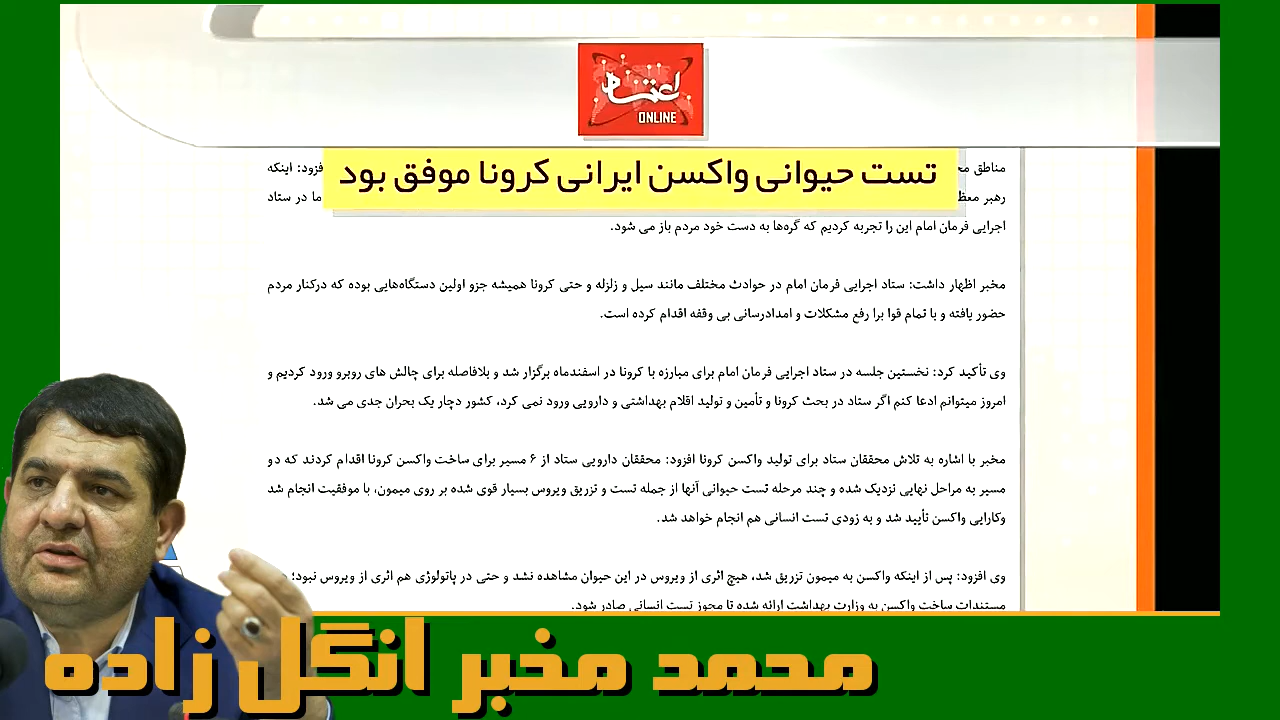 اعتماد
ONLINE
تست حیوانی واکسن ایرانی کرونا موفق بود
مناطق فزود: اینکه
رهبر معظ ما در ستاد
اجرایی فرمان امام این را تجربه کردیم که گره‌ها به دست خود مردم باز می شود.
مخبر اظهار داشت: ستاد اجرایی فرمان امام در حوادث مختلف مانند سیل و زلزله و حتی کرونا همیشه جزو اولین دستگاه‌هایی بوده که درکنار مردم
حضور یافته و با تمام قوا برا رفع مشکلات و امدادرسانی بی وقفه اقدام کرده است.
وی تأکید کرد: نخستین جلسه در ستاد اجرایی فرمان امام برای مبارزه با کرونا در اسفندماه برگزار شد و بلافاصله برای چالش های روبرو ورود کردیم و
امروز میتوانم ادعا کنم اگر ستاد در بحث کرونا و تأمین و تولید اقلام بهداشتی و دارویی ورود نمی کرد، کشور دچار یک بحران جدی می شد.
مخبر با اشاره به تلاش محققان ستاد برای تولید واکسن کرونا افزود: محققان دارویی ستاد از ۶ مسیر برای ساخت واکسن کرونا اقدام کردند که دو
مسیر به مراحل نهایی نزدیک شده و چند مرحله تست حیوانی آنها از جمله تست و تزریق ویروس بسیار قوی شده بر روی میمون، با موفقیت انجام شد
وکارایی واکسن تأیید شد و به زودی تست انسانی هم انجام خواهد شد.
وی افزود: پس از اینکه واکسن به میمون تزریق شد، هیچ اثری از ویروس در این حیوان مشاهده نشد و حتی در پاتولوژی هم اثری از ویروس نبود؛
مستندات ساخت واکسن به وزارت بهداشت ارائه شده تا مجوز تست انسانی صادر شود.
محمد مخبر انگل زاده